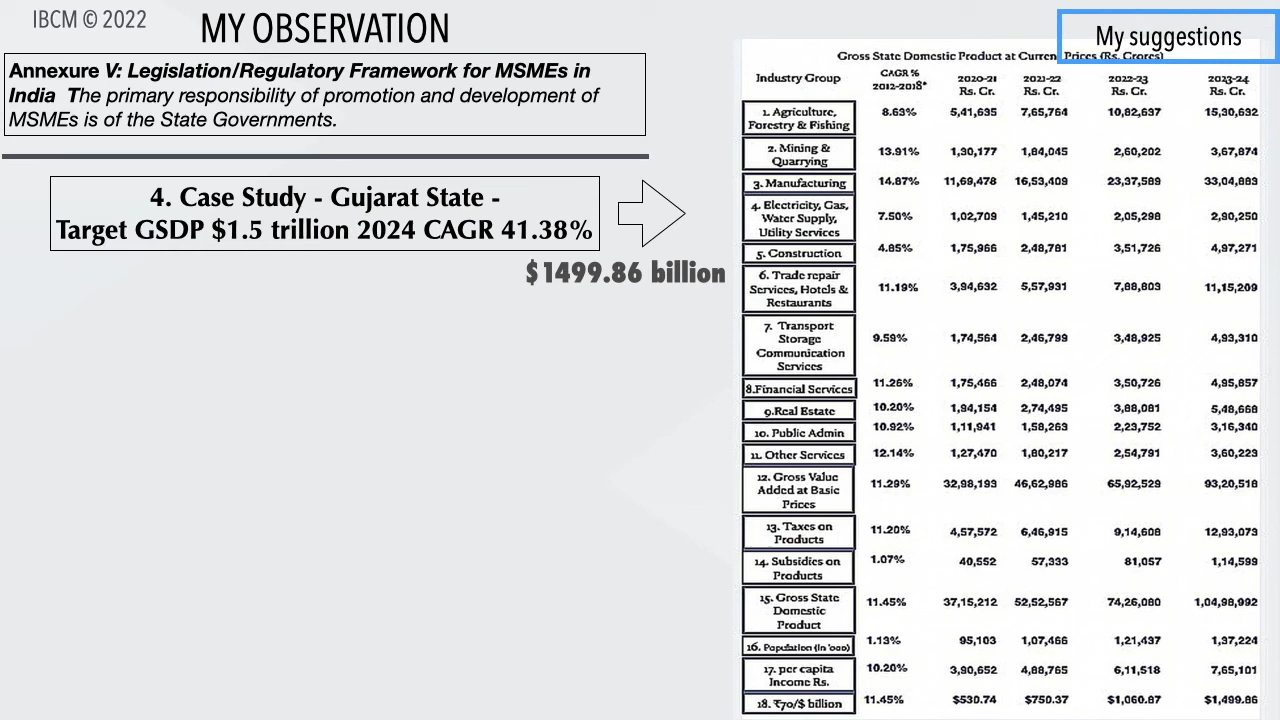 IBCM © 2022
MY OBSERVATION
My suggestions
Annexure V: Legislation/Regulatory Framework for MSMEs in
India The primary responsibility of promotion and development of
MSMEs is of the State Governments.
4. Case Study - Gujarat State -
Target GSDP $1.5 trillion 2024 CAGR 41.38%
$1499.86 billion
Gross State Domestic Product at Current Prices (Rs. Crores)
Industry Group CAGR % 2020-21 2021-22 2022-23 2023-24
2012-2018* Rs. Cr. Rs. Cr. Rs. Cr. Rs. Cr.
1. Agriculture, 8.63% 5,41,635 7,65,764 10,82,637 15,30,632
Forestry & Fishing
2. Mining & 13.91% 1,30,177 1,84,045 2,60,202 3,67,874
Quarrying
3. Manufacturing 14.87% 11,69,478 16,53,409 23,37,589 33,04,883
4. Electricity, Gas,
Water Supply, 7.50% 1,02,709 1,45,210 2,05,298 2,90,250
Utility Services
5. Construction 4.85% 1,75,966 2,48,781 3,51,726 4,97,271
6. Trade repair
Services, Hotels & 11.19% 3,94,632 5,57,931 7,88,803 11,15,209
Restaurants
7. Transport
Storage 9.59% 1,74,564 2,46,799 3,48,925 4,93,310
Communication
Services
8.Financial Services 11.26% 1,75,466 2,48,074 3,50,726 4,95,857
9.Real Estate 10.20% 1,94,154 2,74,495 3,88,081 5,48,668
10. Public Admin 10.92% 1,11,941 1,58,263 2,23,752 3,16,340
11. Other Services 12.14% 1,27,470 1,80,217 2,54,791 3,60,223
12. Gross Value 11.29% 32,98,193 46,62,986 65,92,529 93,20,518
Added at Basic
Prices
13. Taxes on 11.20% 4,57,572 6,46,915 9,14,608 12,93,073
Products
14. Subsidies on 1.07% 40,552 57,333 81,057 1,14,599
Products
15. Gross State 11.45% 37,15,212 52,52,567 74,26,080 1,04,98,992
Domestic
Product
16. Population (in '000) 1.13% 95,103 1,07,466 1,21,437 1,37,224
17. per capita 10.20% 3,90,652 4,88,765 6,11,518 7,65,101
Income Rs.
18. ₹70/$ billion 11.45% $530.74 $750.37 $1,060.87 $1,499.86